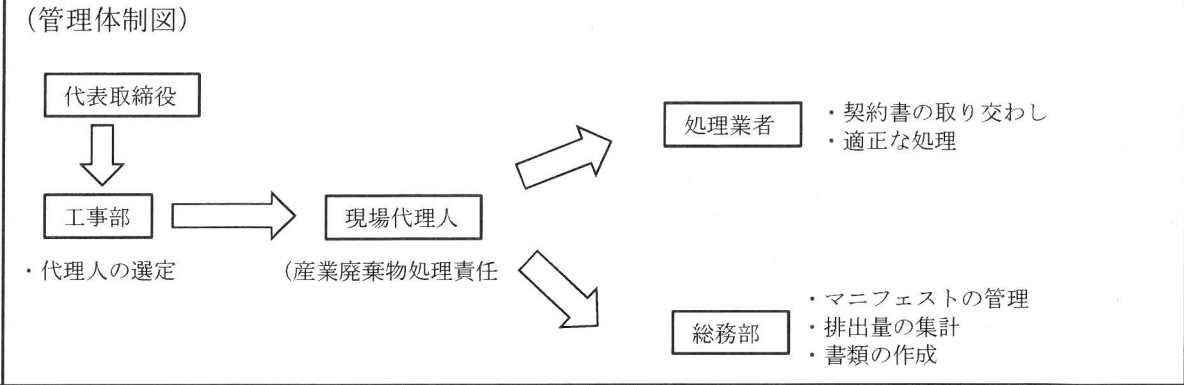 （管理体制図）
代表取締役
処理業者
・契約書の取り交わし
・適正な処理
工事部
現場代理人
・代理人の選定
（産業廃棄物処理責任
総務部
・マニフェストの管理
・排出量の集計
・書類の作成